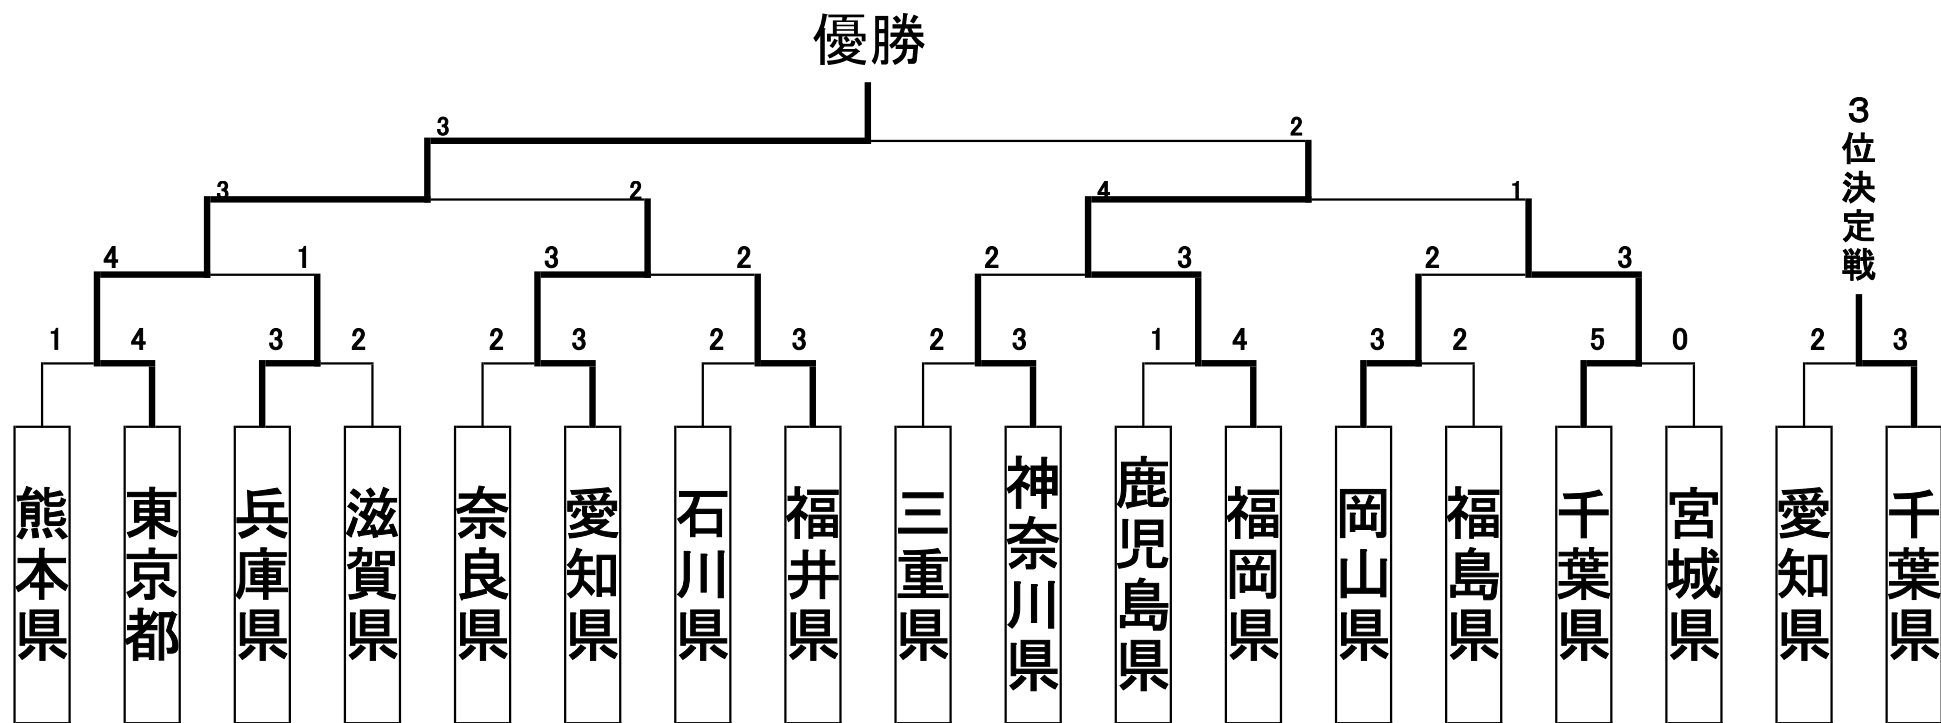 優勝
3 2
3 2 4 1
4 1 3 2 2 3 2 3
1 4 3 2 2 3 2 3 2 3 1 4 3 2 5 0
3位決定戦
2 3
熊本県
東京都
兵庫県
滋賀県
奈良県
愛知県
石川県
福井県
三重県
神奈川県
鹿児島県
福岡県
岡山県
福島県
千葉県
宮城県
愛知県
千葉県